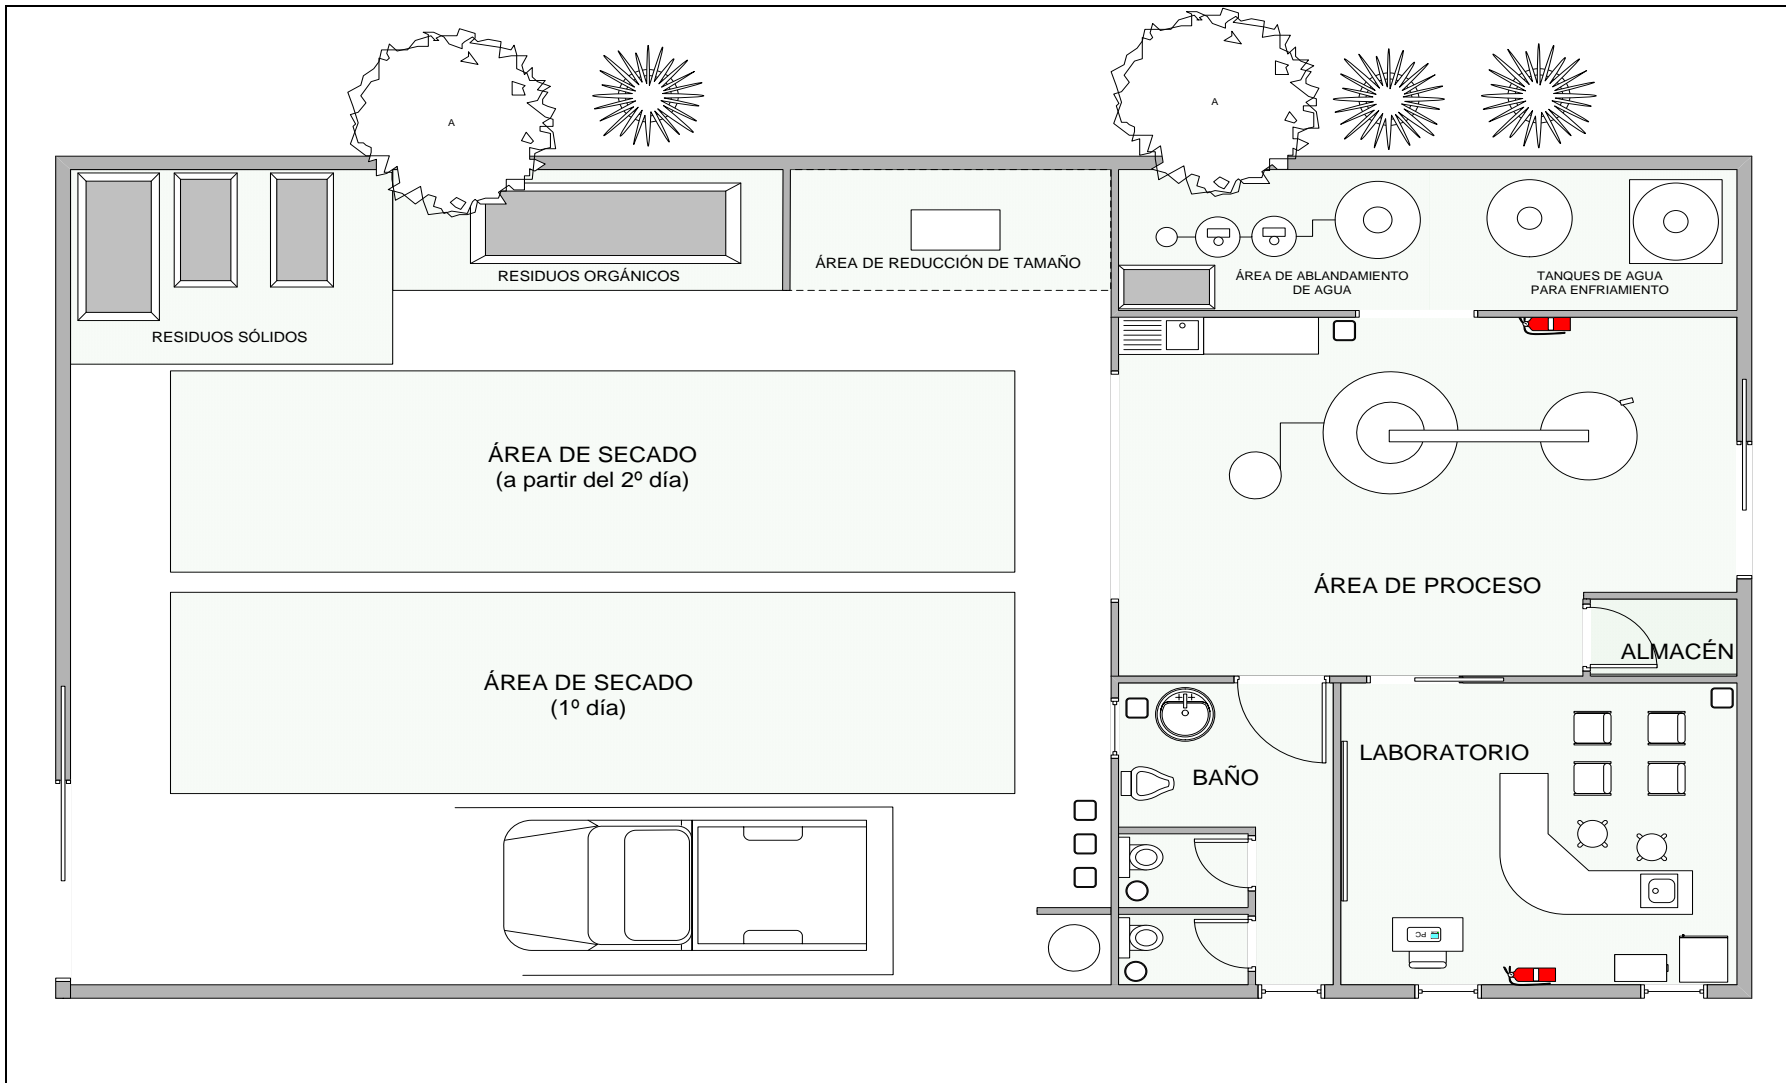 A
A
RESIDUOS SÓLIDOS
RESIDUOS ORGÁNICOS
ÁREA DE REDUCCIÓN DE TAMAÑO
ÁREA DE ABLANDAMIENTO
DE AGUA
TANQUES DE AGUA
PARA ENFRIAMIENTO
ÁREA DE SECADO
(a partir del 2º día)
ÁREA DE PROCESO
ALMACÉN
ÁREA DE SECADO
(1º día)
BAÑO
LABORATORIO
PC